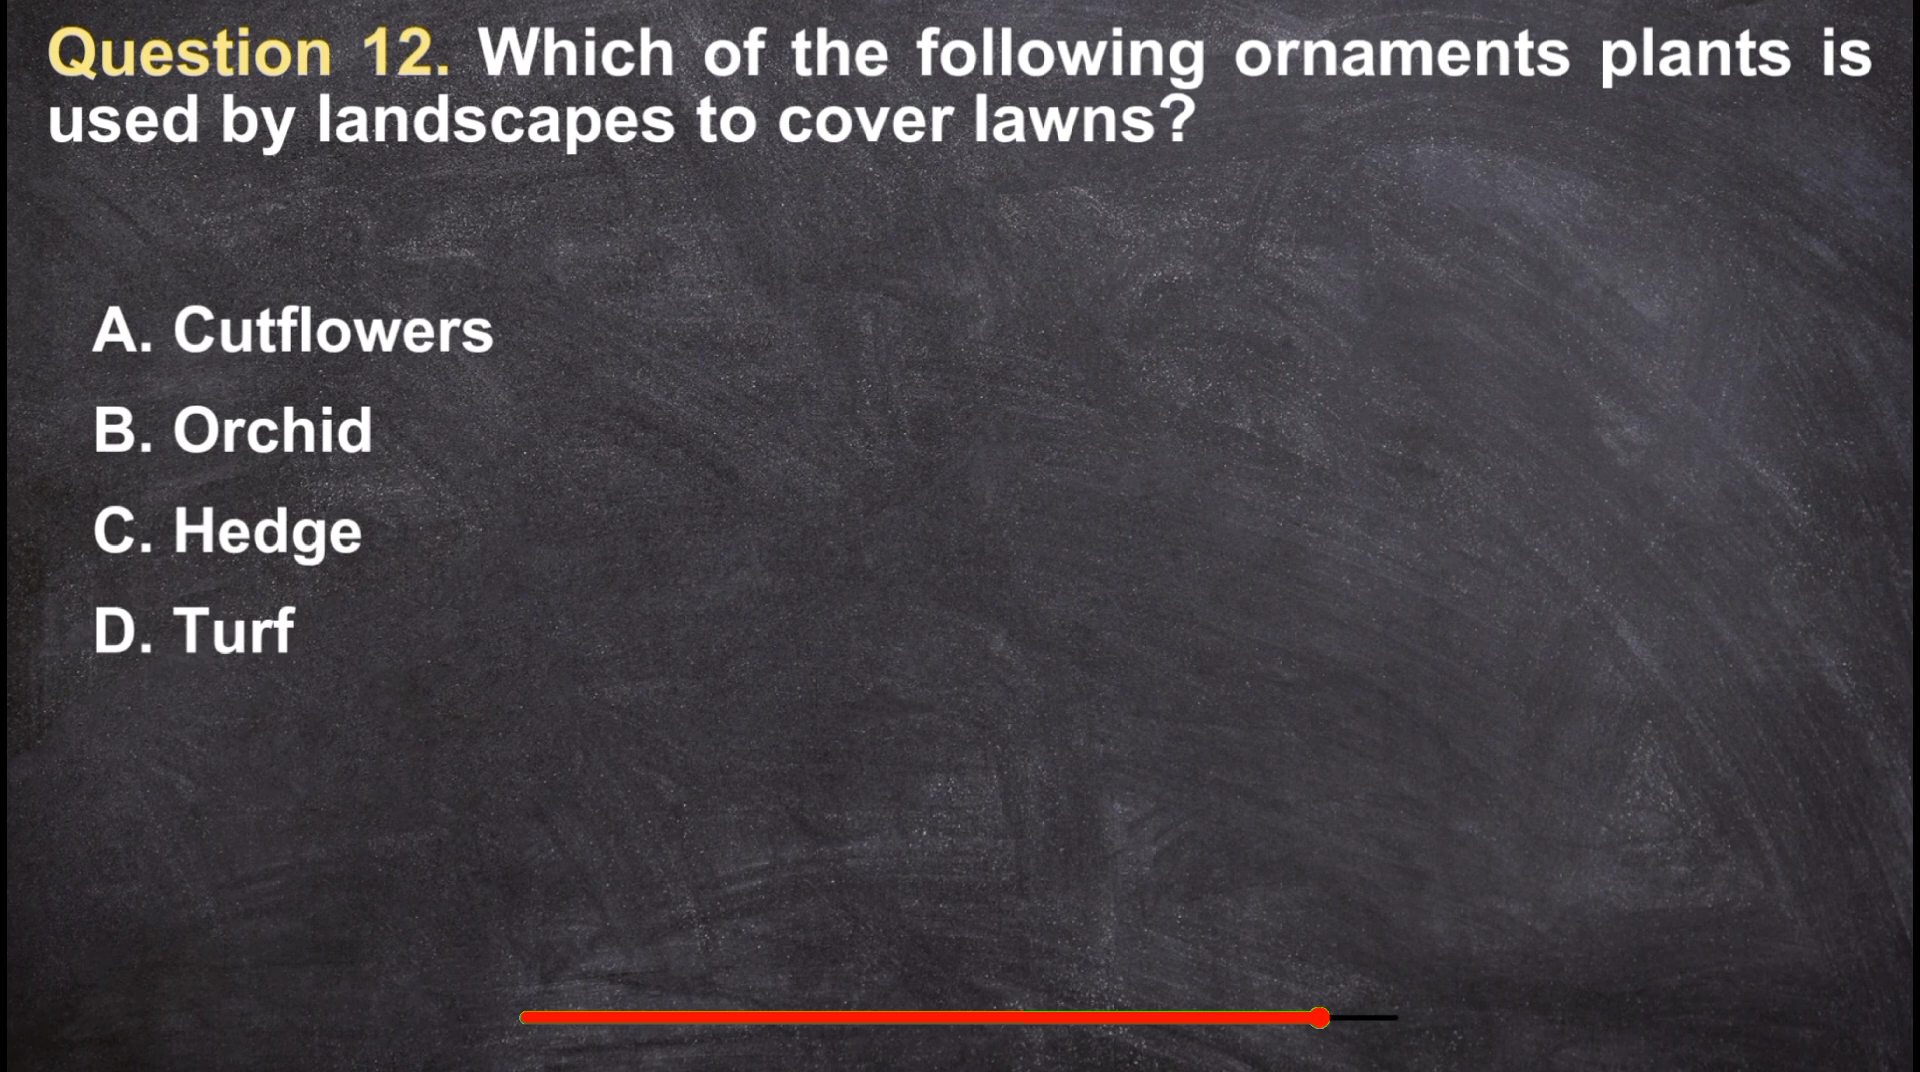 Question 12. Which of the following ornaments plants is
used by landscapes to cover lawns?
A. Cutflowers
B. Orchid
C. Hedge
D. Turf